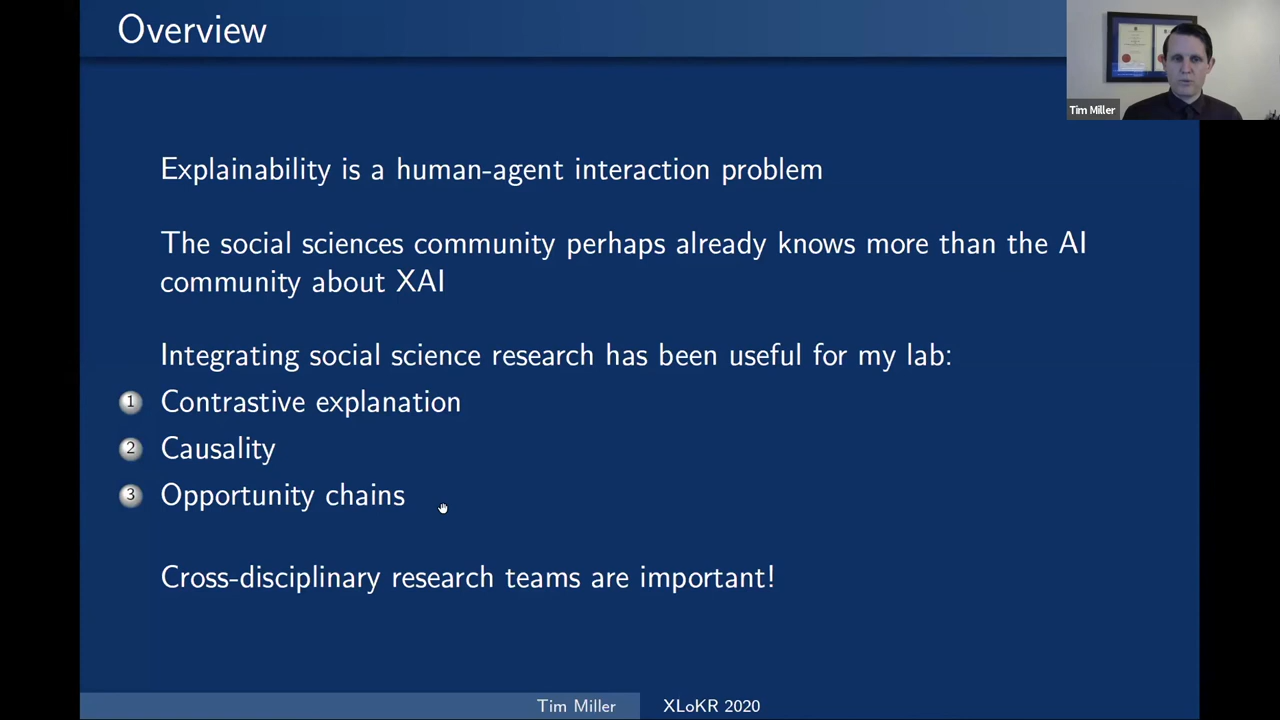 Overview
Tim Miller
Explainability is a human-agent interaction problem
The social sciences community perhaps already knows more than the AI
community about XAI
Integrating social science research has been useful for my lab:
1 Contrastive explanation
2 Causality
3 Opportunity chains
Cross-disciplinary research teams are important!
Tim Miller XLoKR 2020